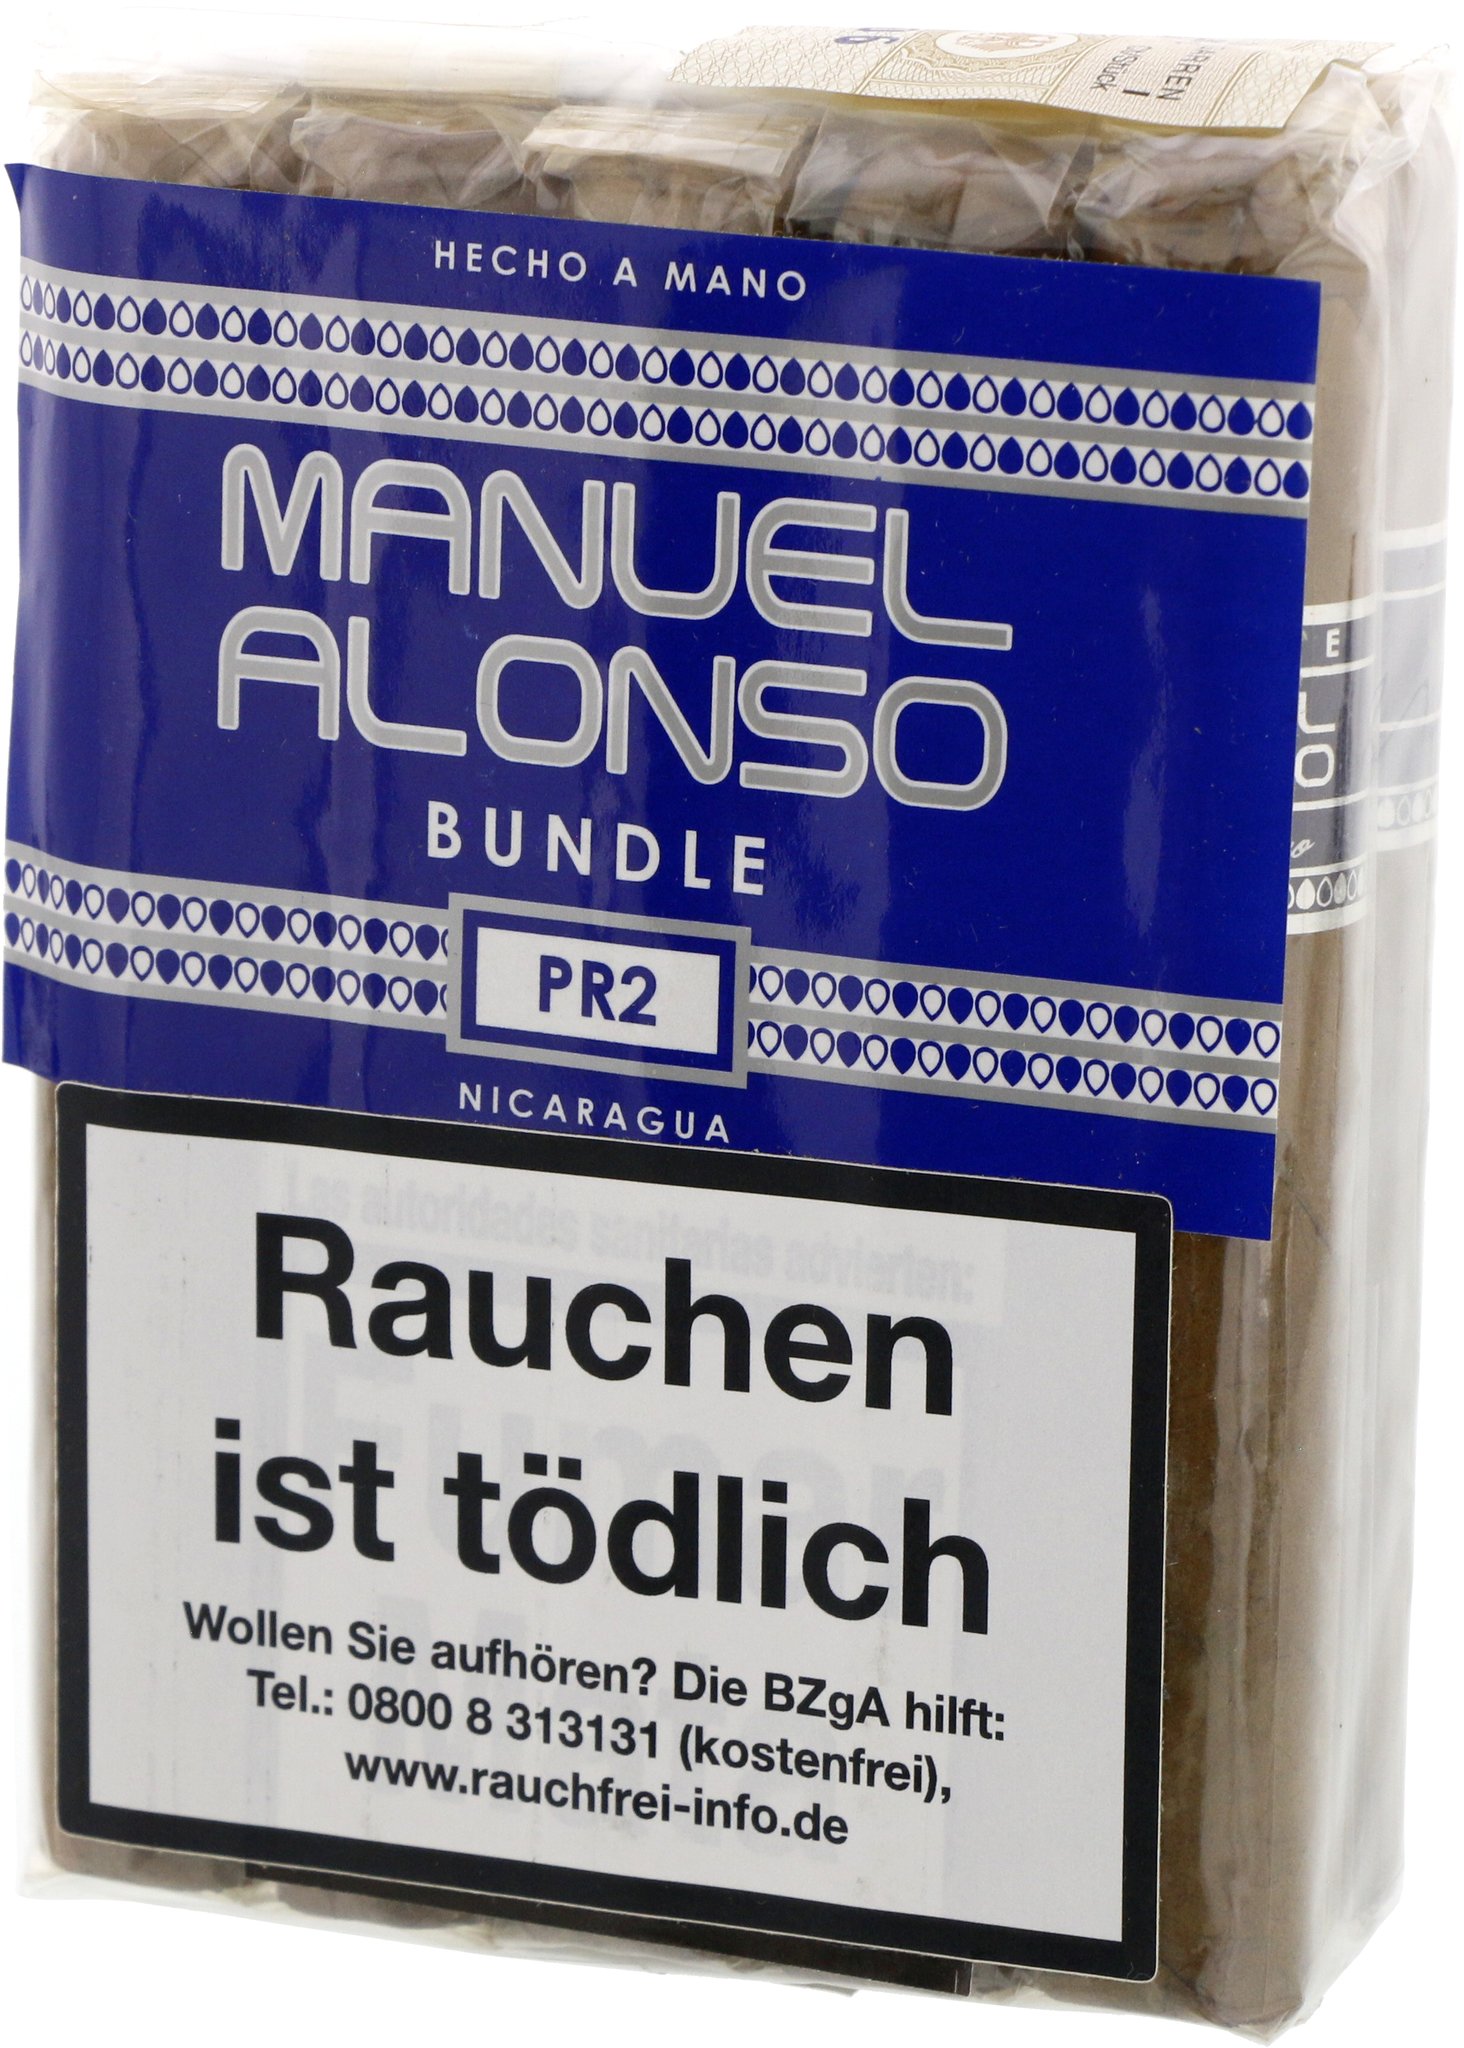 HECHO A MANO
MANUEL
ALONSO
BUNDLE
PR2
NICARAGUA
Rauchen
ist tödlich
Wollen Sie aufhören? Die BZgA hilft:
Tel.: 0800 8 313131 (kostenfrei),
www.rauchfrei-info.de